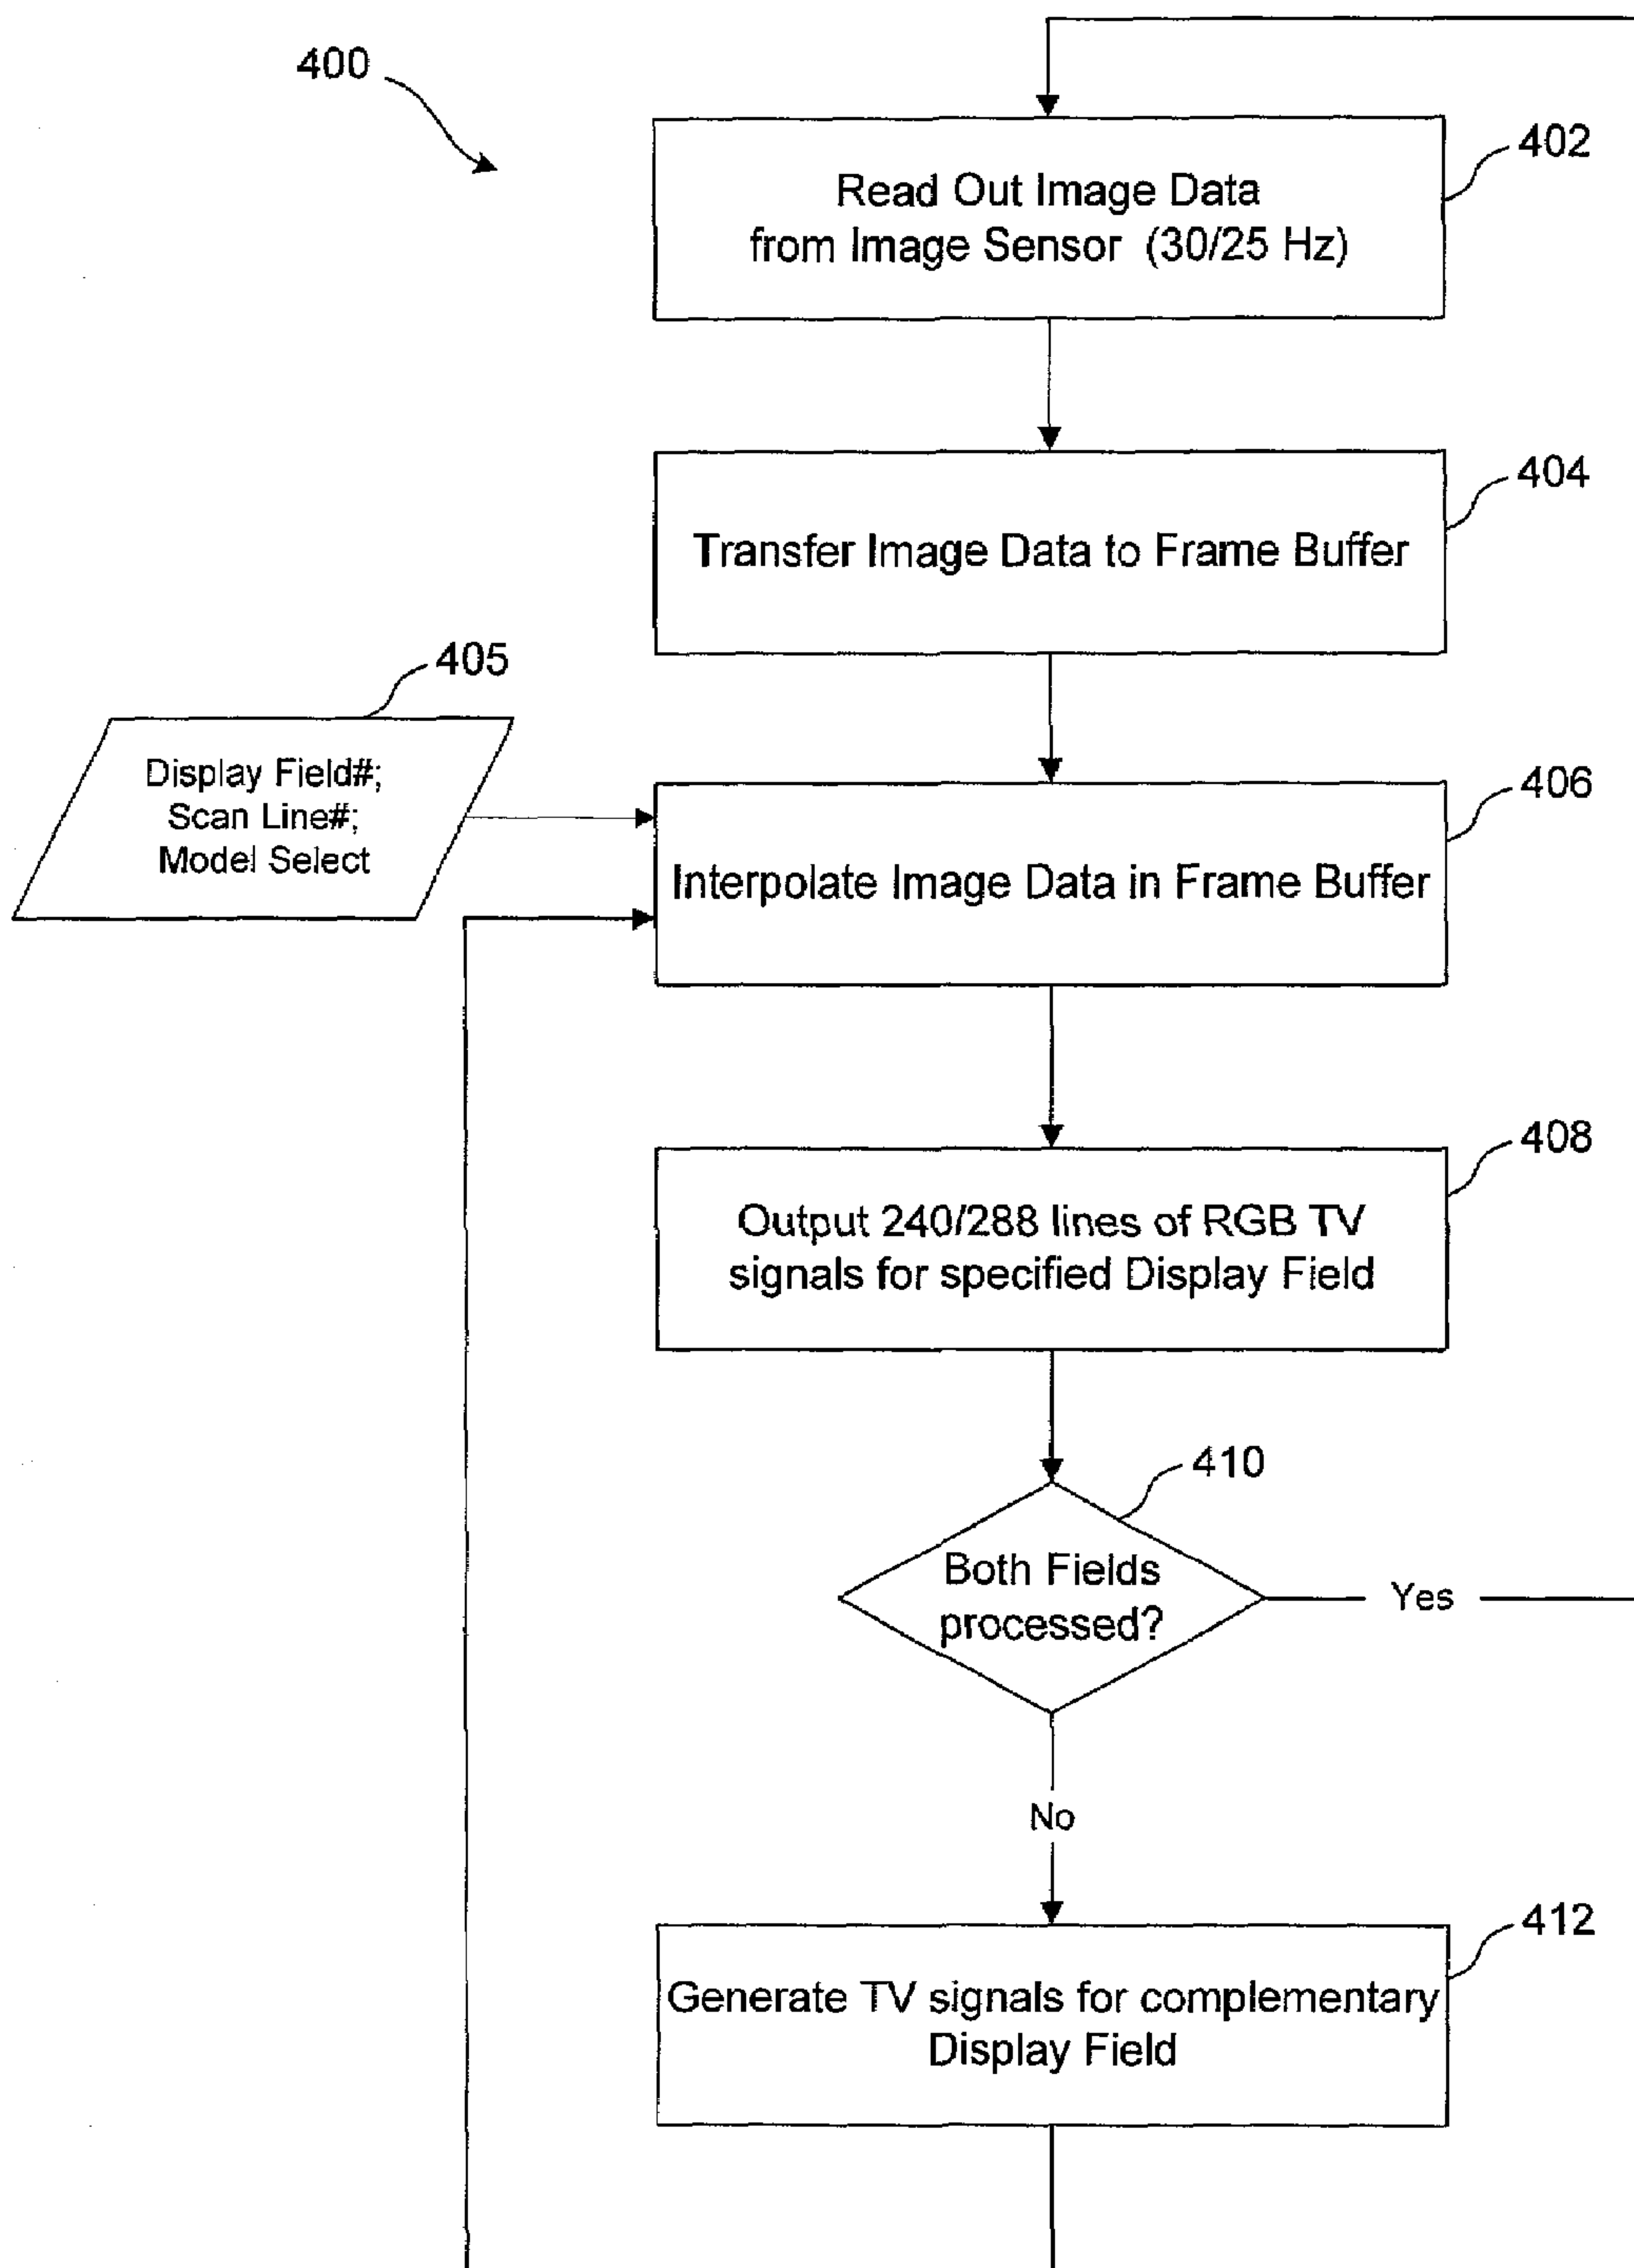 400
402
Read Out Image Data
from Image Sensor (30/25 Hz)
404
Transfer Image Data to Frame Buffer
405
Display Field#;
Scan Line#;
Model Select
406
Interpolate Image Data in Frame Buffer
408
Output 240/288 lines of RGB TV
signals for specified Display Field
410
Both Fields
processed?
Yes
No
412
Generate TV signals for complementary
Display Field